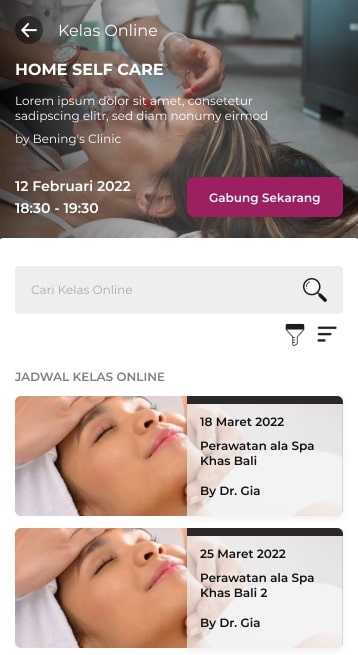 Kelas Online
HOME SELF CARE
Lorem ipsum dolor sit amet, consetetur
sadipscing elitr, sed diam nonumy eirmod
by Bening's Clinic
12 Februari 2022
18:30 - 19:30
Gabung Sekarang
Cari Kelas Online
JADWAL KELAS ONLINE
18 Maret 2022
Perawatan ala Spa
Khas Bali
By Dr. Gia
25 Maret 2022
Perawatan ala Spa
Khas Bali 2
By Dr. Gia